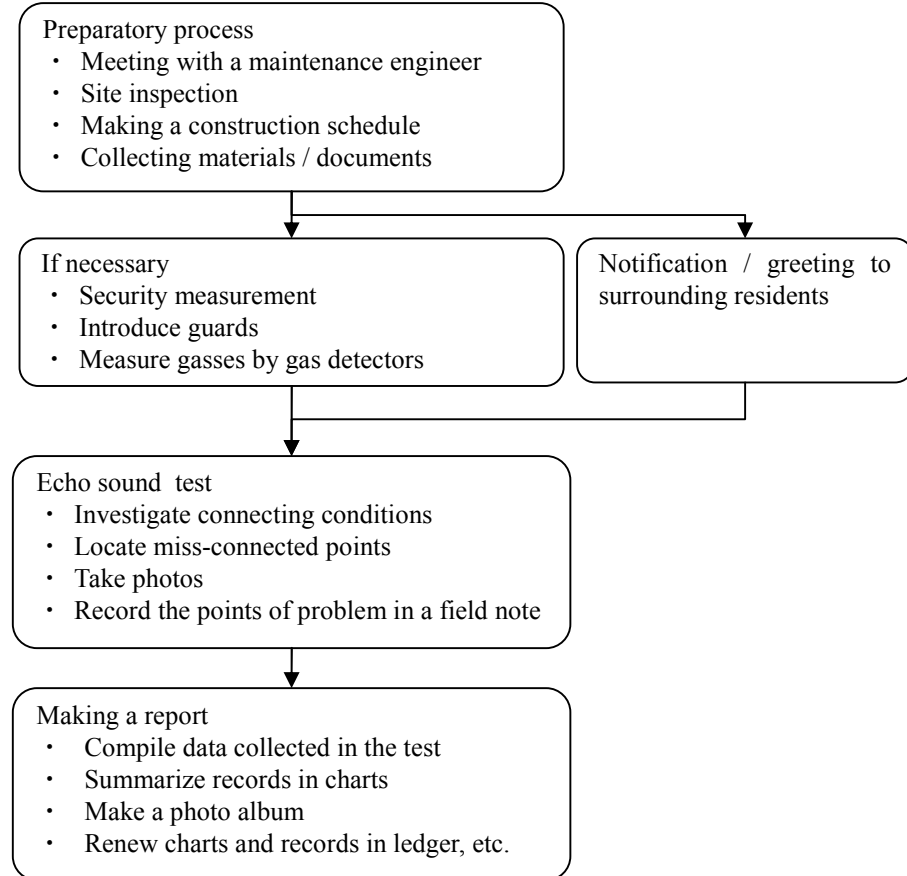 Preparatory process
・ Meeting with a maintenance engineer
・ Site inspection
・ Making a construction schedule
・ Collecting materials / documents
If necessary
・ Security measurement
・ Introduce guards
・ Measure gasses by gas detectors
Notification / greeting to
surrounding residents
Echo sound test
・ Investigate connecting conditions
・ Locate miss-connected points
・ Take photos
・ Record the points of problem in a field note
Making a report
・ Compile data collected in the test
・ Summarize records in charts
・ Make a photo album
・ Renew charts and records in ledger, etc.